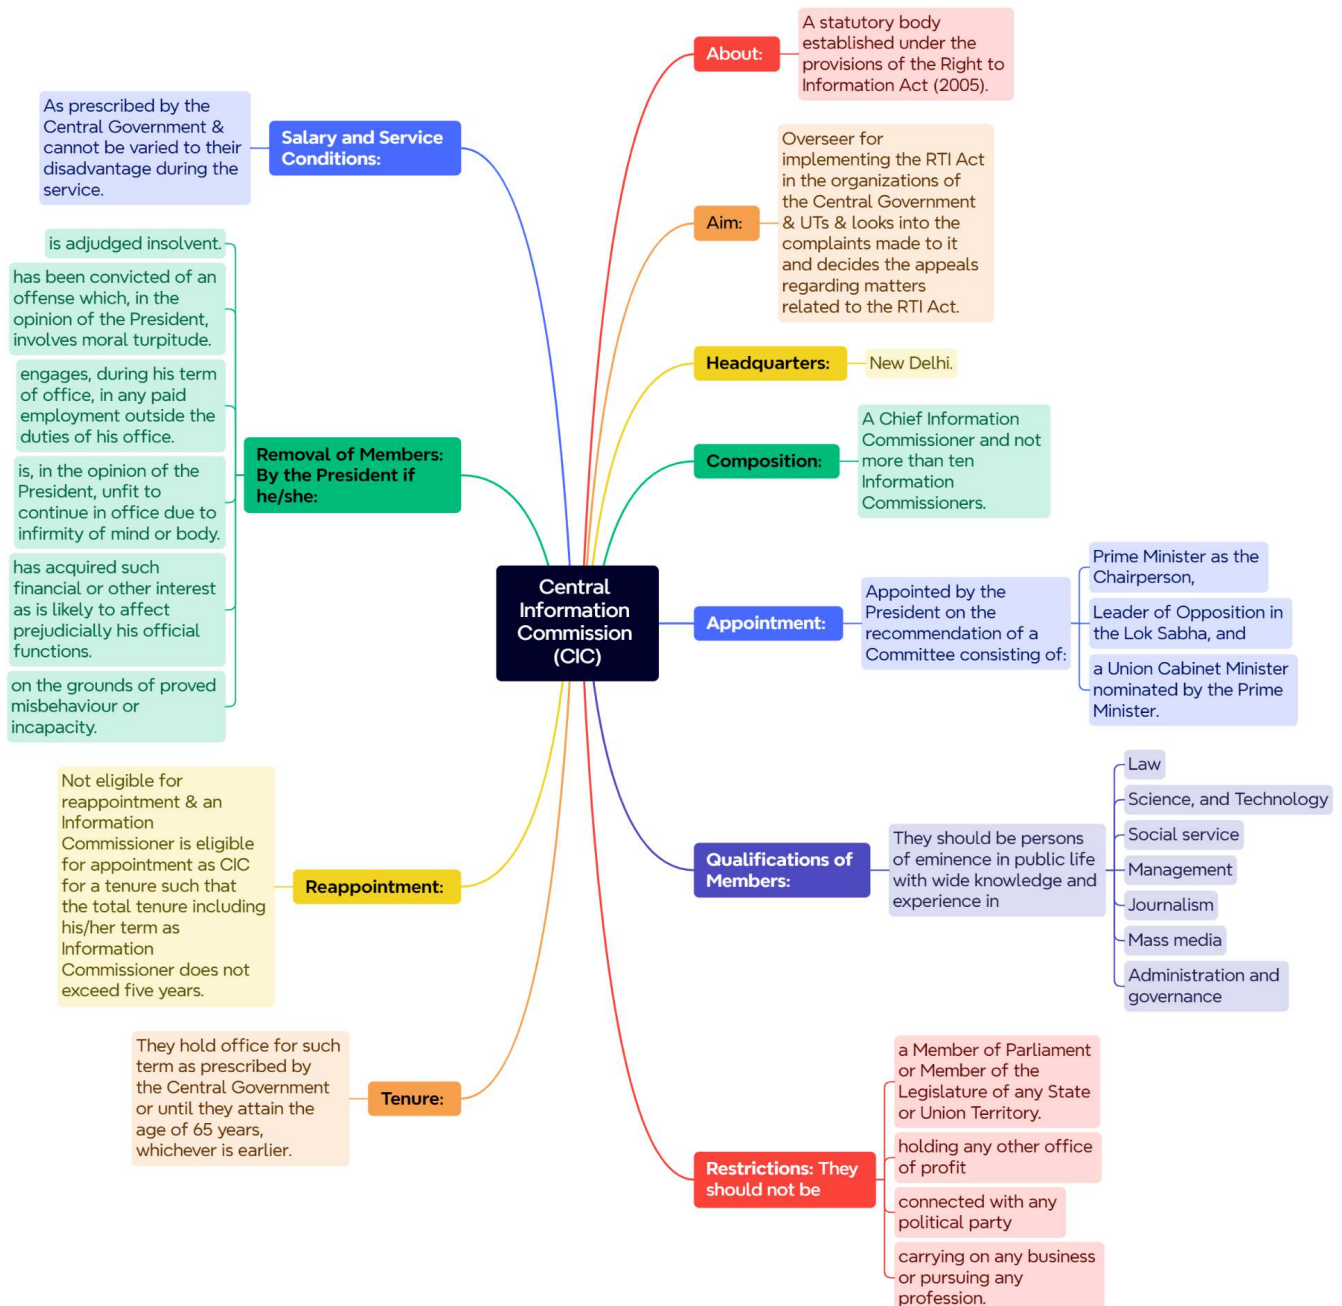 Central
Information
Commission
(CIC)
About:
A statutory body
established under the
provisions of the Right to
Information Act (2005).
Aim:
Overseer for
implementing the RTI Act
in the organizations of
the Central Government
& UTs & looks into the
complaints made to it
and decides the appeals
regarding matters
related to the RTI Act.
Headquarters:
New Delhi.
Composition:
A Chief Information
Commissioner and not
more than ten
Information
Commissioners.
Appointment:
Appointed by the
President on the
recommendation of a
Committee consisting of:
Prime Minister as the
Chairperson,
Leader of Opposition in
the Lok Sabha, and
a Union Cabinet Minister
nominated by the Prime
Minister.
Qualifications of
Members:
They should be persons
of eminence in public life
with wide knowledge and
experience in
Law
Science, and Technology
Social service
Management
Journalism
Mass media
Administration and
governance
Restrictions: They
should not be
a Member of Parliament
or Member of the
Legislature of any State
or Union Territory.
holding any other office
of profit
connected with any
political party
carrying on any business
or pursuing any
profession.
Salary and Service
Conditions:
As prescribed by the
Central Government &
cannot be varied to their
disadvantage during the
service.
Removal of Members:
By the President if
he/she:
is adjudged insolvent.
has been convicted of an
offense which, in the
opinion of the President,
involves moral turpitude.
engages, during his term
of office, in any paid
employment outside the
duties of his office.
is, in the opinion of the
President, unfit to
continue in office due to
infirmity of mind or body.
has acquired such
financial or other interest
as is likely to affect
prejudicially his official
functions.
on the grounds of proved
misbehaviour or
incapacity.
Reappointment:
Not eligible for
reappointment & an
Information
Commissioner is eligible
for appointment as CIC
for a tenure such that
the total tenure including
his/her term as
Information
Commissioner does not
exceed five years.
Tenure:
They hold office for such
term as prescribed by
the Central Government
or until they attain the
age of 65 years,
whichever is earlier.